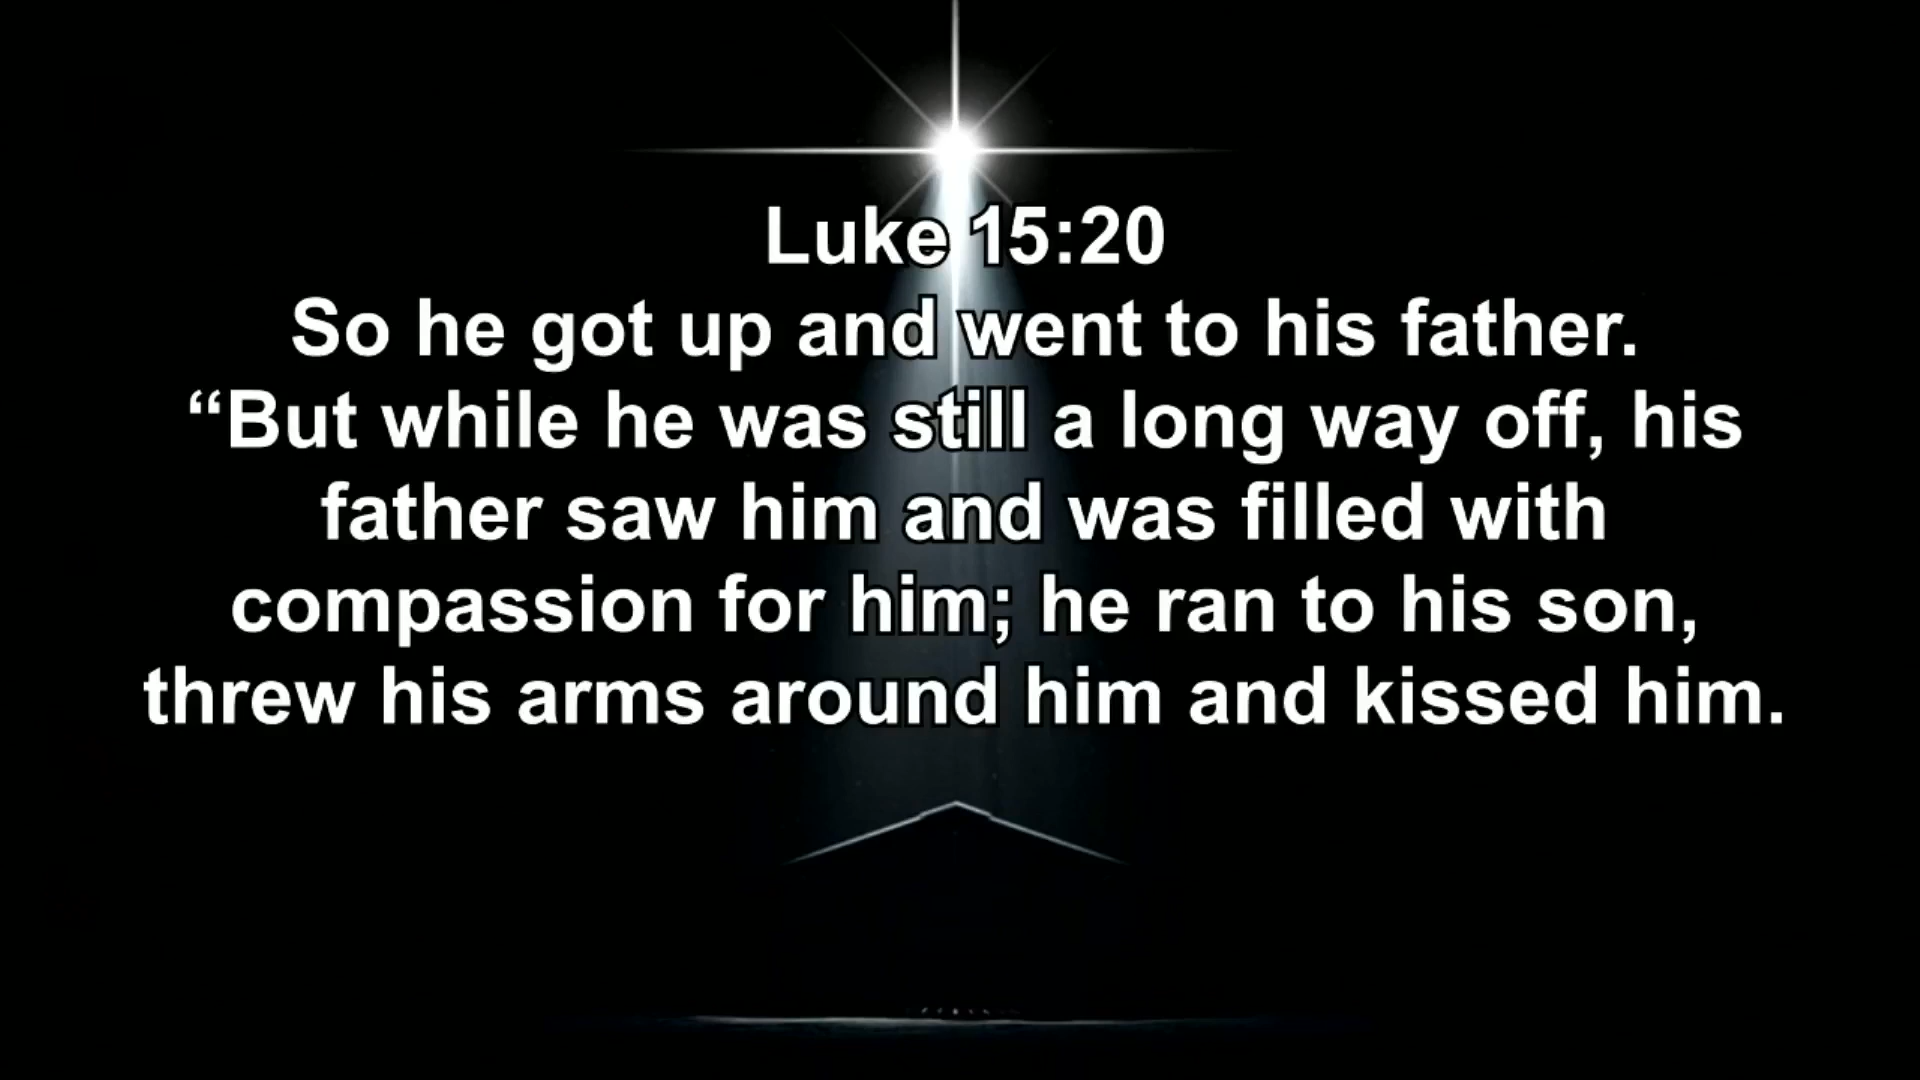 Luke 15:20
So he got up and went to his father.
“But while he was still a long way off, his
father saw him and was filled with
compassion for him; he ran to his son,
threw his arms around him and kissed him.